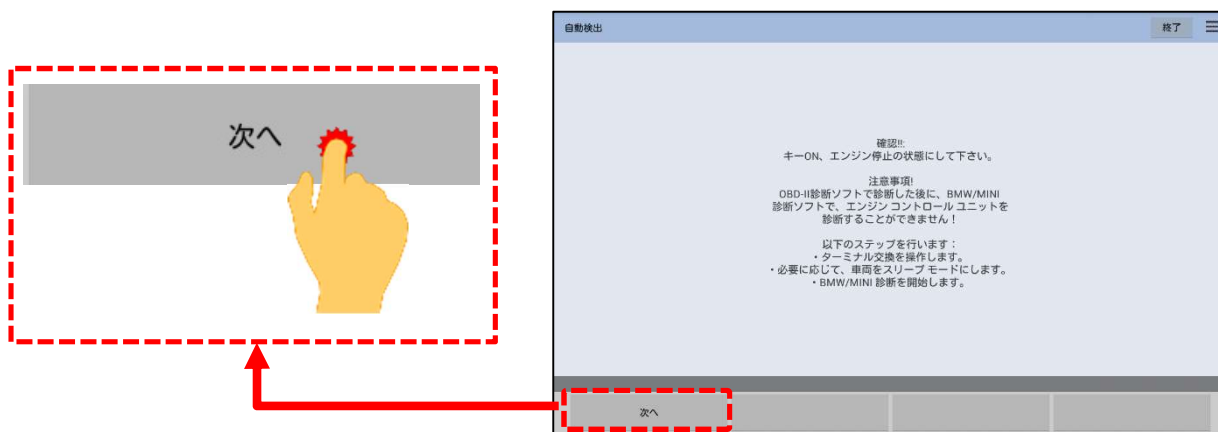 次へ
自動検出
終了
確認!!:
キーON、エンジン停止の状態にして下さい。
注意事項!
OBD-II診断ソフトで診断した後に、BMW/MINI
診断ソフトで、エンジン コントロール ユニットを
診断することができません！
以下のステップを行います：
・ターミナル交換を操作します。
・必要に応じて、車両をスリープ モードにします。
・BMW/MINI 診断を開始します。
次へ